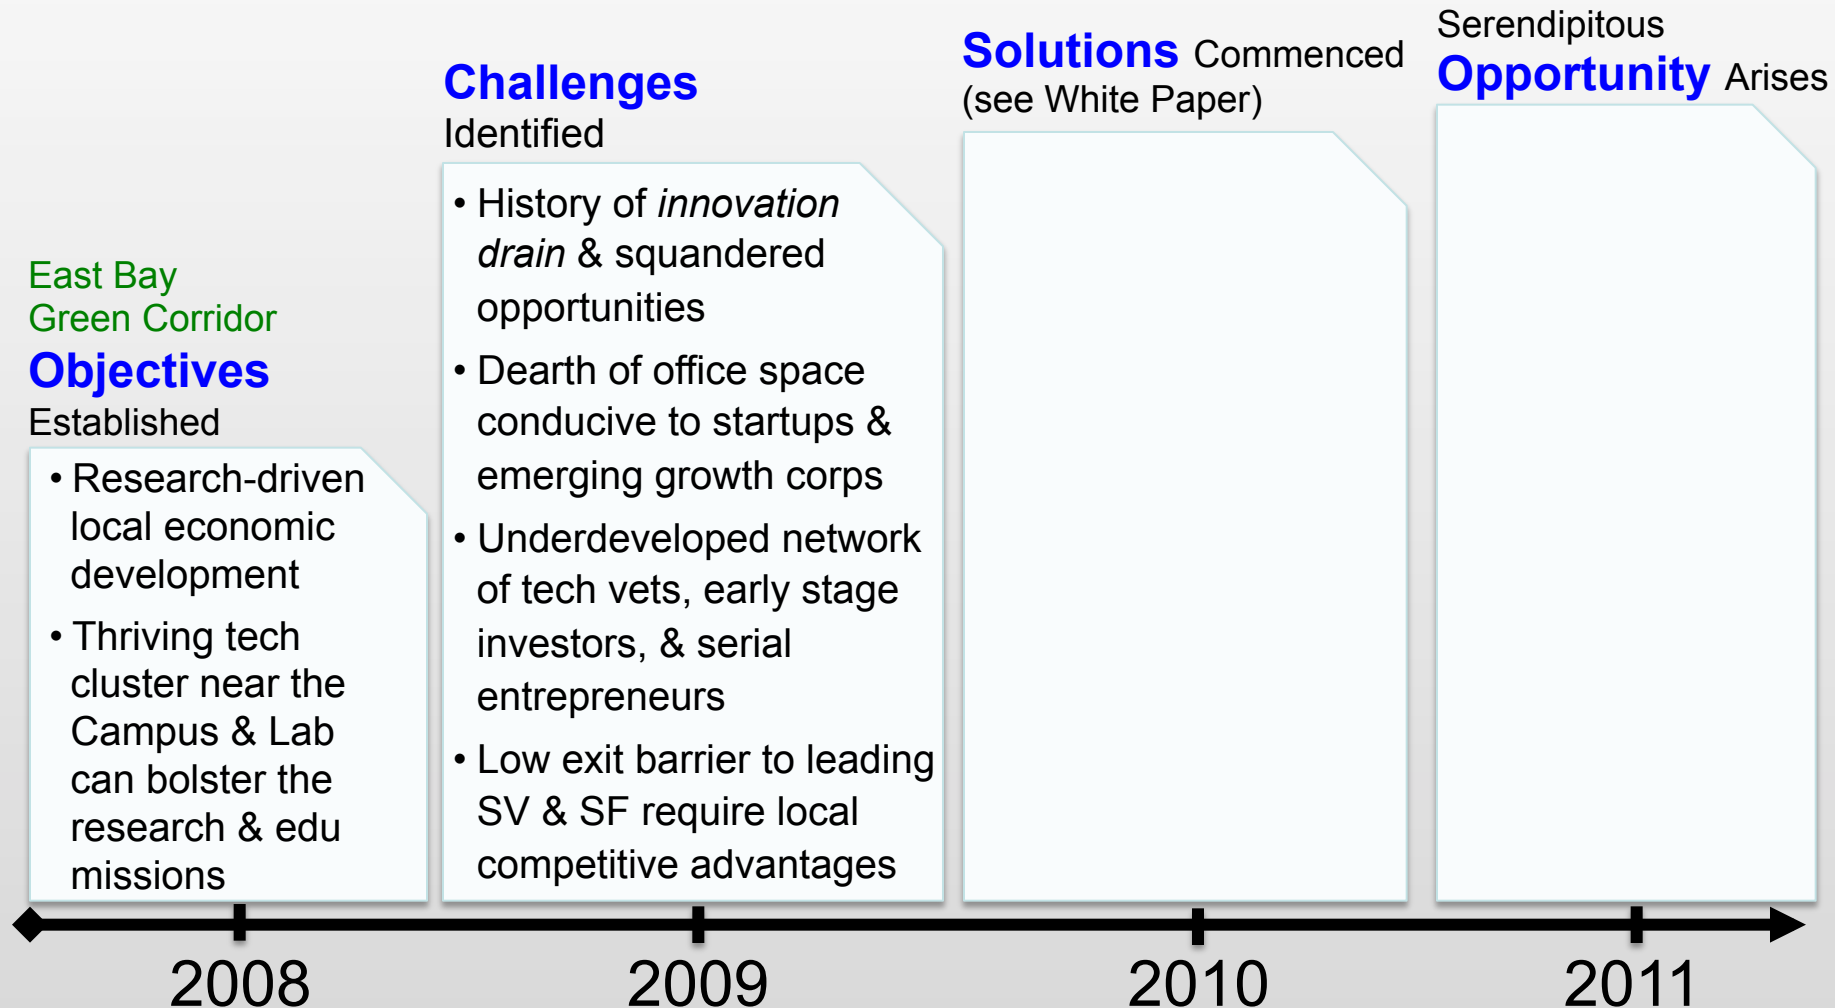 East Bay
Green Corridor
Objectives
Established
• Research-driven
local economic
development
• Thriving tech
cluster near the
Campus & Lab
can bolster the
research & edu
missions
Challenges
Identified
• History of innovation
drain & squandered
opportunities
• Dearth of office space
conducive to startups &
emerging growth corps
• Underdeveloped network
of tech vets, early stage
investors, & serial
entrepreneurs
• Low exit barrier to leading
SV & SF require local
competitive advantages
Solutions Commenced
(see White Paper)
Serendipitous
Opportunity Arises
2008
2009
2010
2011